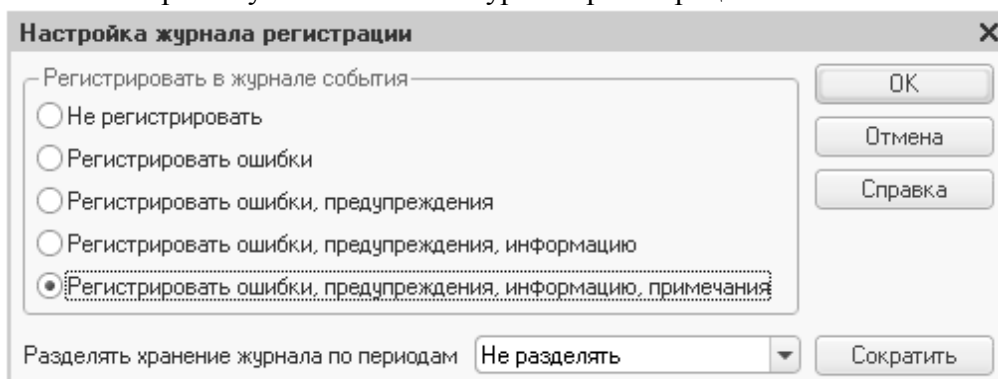 Настройка журнала регистрации
Регистрировать в журнале события
Не регистрировать
Регистрировать ошибки
Регистрировать ошибки, предупреждения
Регистрировать ошибки, предупреждения, информацию
Регистрировать ошибки, предупреждения, информацию, примечания
OK
Отмена
Справка
Разделять хранение журнала по периодам Не разделять Сократить